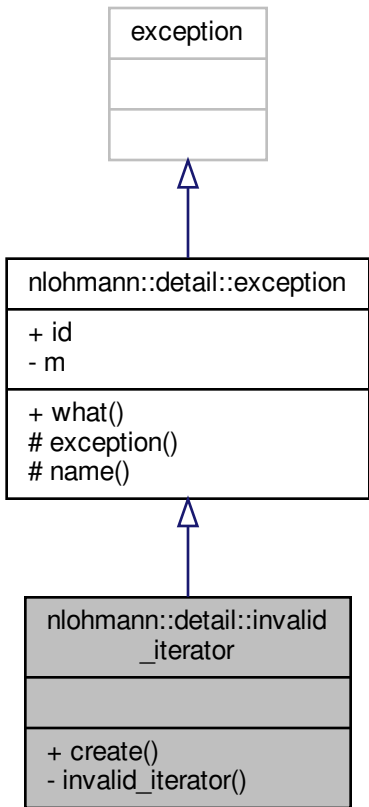 exception
nlohmann::detail::exception
+ id
- m
+ what()
# exception()
# name()
nlohmann::detail::invalid
_iterator
+ create()
- invalid_iterator()